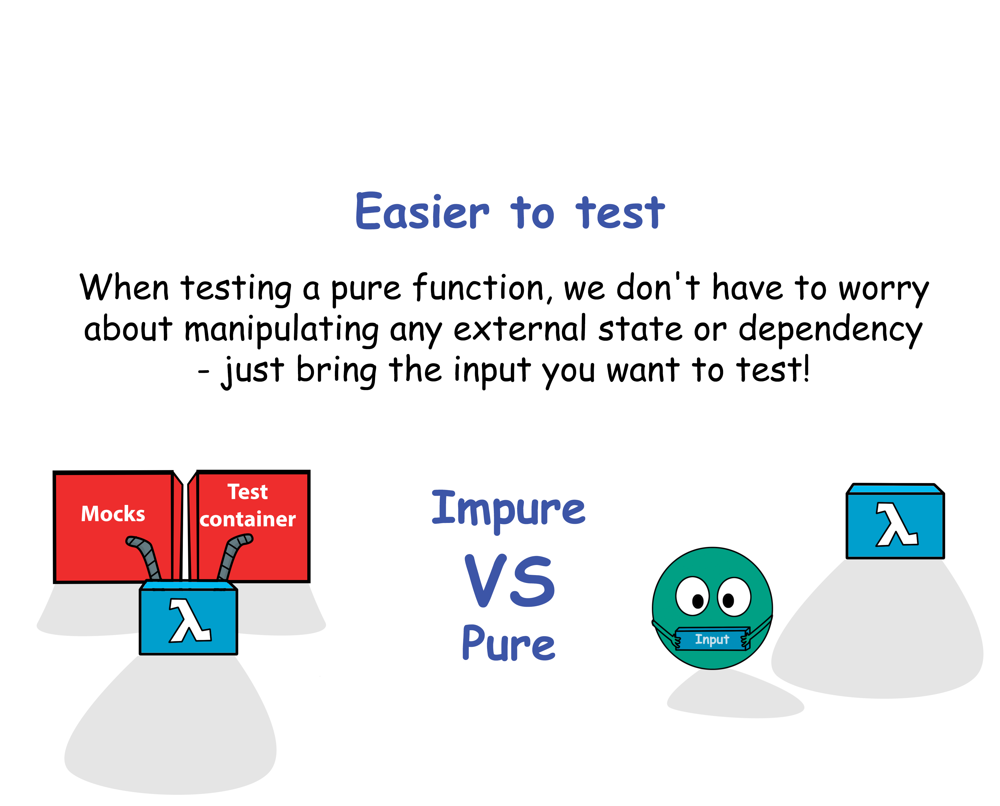 Easier to test
When testing a pure function, we don't have to worry
about manipulating any external state or dependency
- just bring the input you want to test!
Mocks
Test
container
λ
Impure
VS
Pure
Input
λ